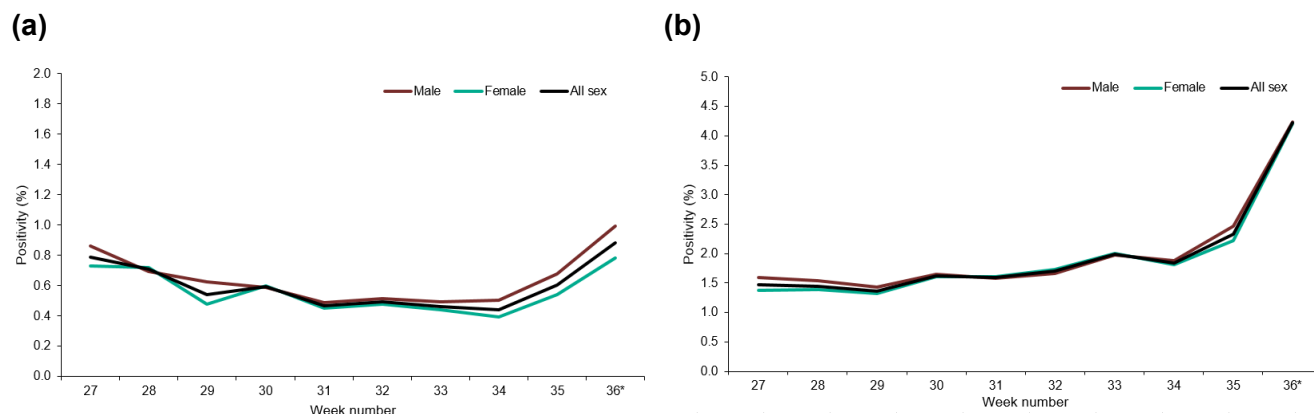 (a)
2.0
1.8
1.6
1.4
1.2
1.0
0.8
0.6
0.4
0.2
0.0
Positivity (%)
Male Female All sex
27 28 29 30 31 32 33 34 35 36*
Week number
(b)
5.0
4.5
4.0
3.5
3.0
2.5
2.0
1.5
1.0
0.5
0.0
Positivity (%)
Male Female All sex
27 28 29 30 31 32 33 34 35 36*
Week number